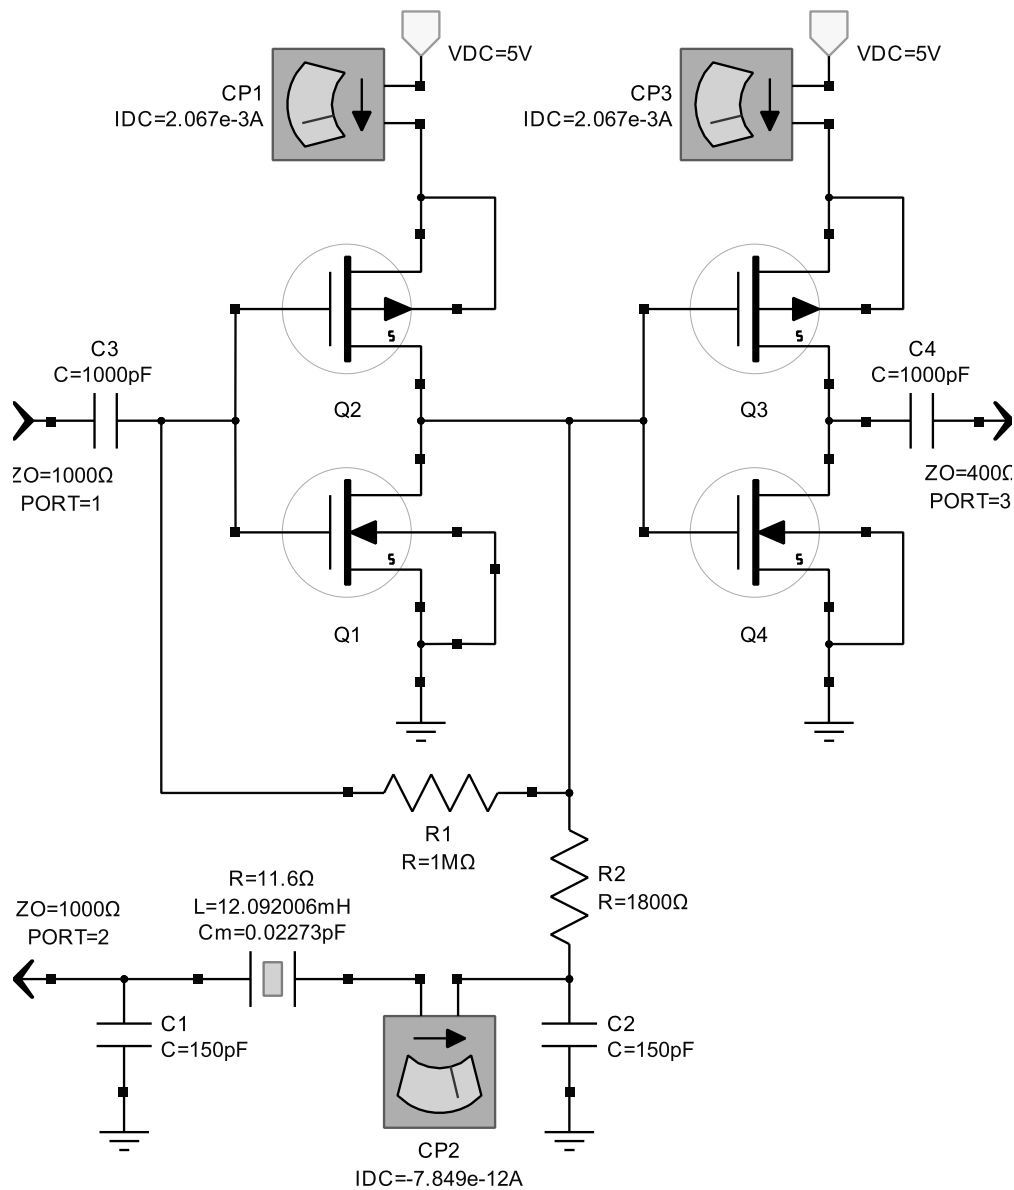 VDC=5V
VDC=5V
CP1
IDC=2.067e-3A
CP3
IDC=2.067e-3A
S
S
C3
C=1000pF
C4
C=1000pF
Q2
Q3
ZO=1000Ω
PORT=1
ZO=400Ω
PORT=3
S
S
Q1
Q4
R1
R=1MΩ
R2
R=1800Ω
R=11.6Ω
L=12.092006mH
Cm=0.02273pF
ZO=1000Ω
PORT=2
C1
C=150pF
C2
C=150pF
CP2
IDC=-7.849e-12A